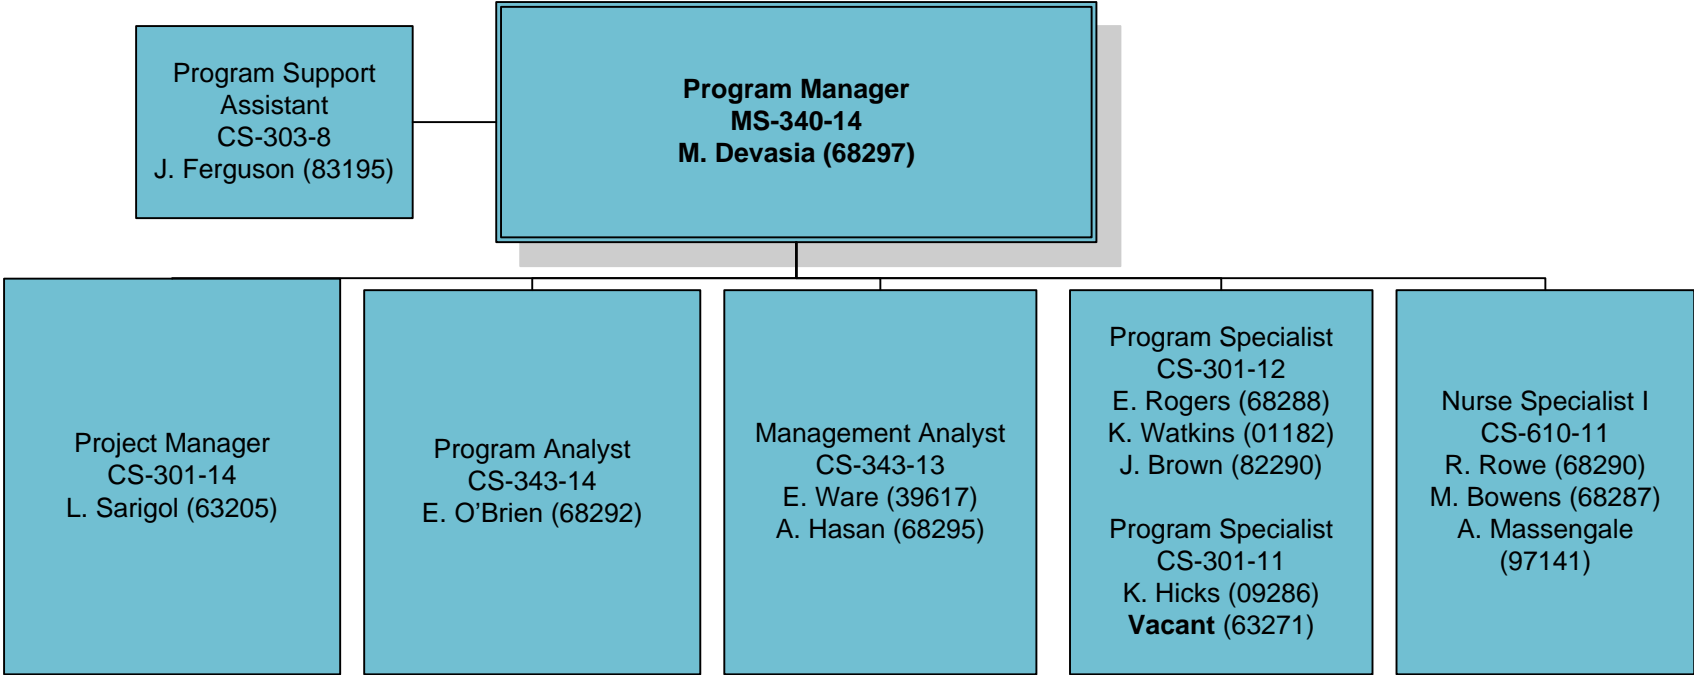 Program Support
Assistant
CS-303-8
J. Ferguson (83195)
Program Manager
MS-340-14
M. Devasia (68297)
Project Manager
CS-301-14
L. Sarigol (63205)
Program Analyst
CS-343-14
E. O’Brien (68292)
Management Analyst
CS-343-13
E. Ware (39617)
A. Hasan (68295)
Program Specialist
CS-301-12
E. Rogers (68288)
K. Watkins (01182)
J. Brown (82290)
Program Specialist
CS-301-11
K. Hicks (09286)
Vacant (63271)
Nurse Specialist I
CS-610-11
R. Rowe (68290)
M. Bowens (68287)
A. Massengale
(97141)